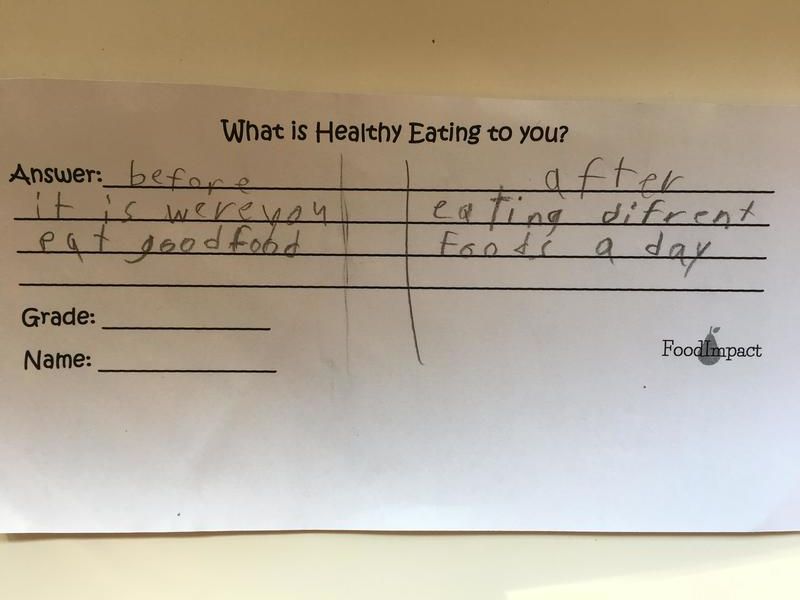 What is Healthy Eating to you?
Answer: before after
it is were you eating difrent
eat good food foods a day
Grade:
Name:
FoodImpact